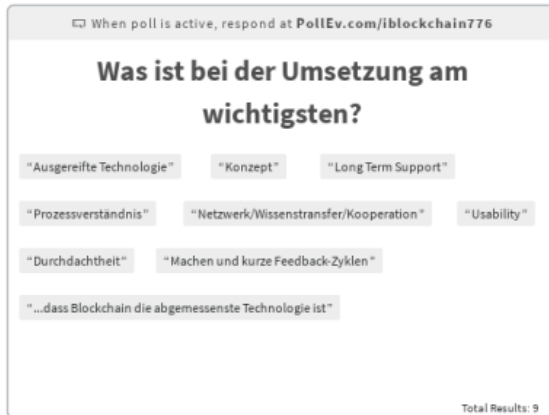 When poll is active, respond at PollEv.com/iblockchain776
Was ist bei der Umsetzung am
wichtigsten?
“Ausgereifte Technologie” “Konzept” “Long Term Support”
“Prozessverständnis” “Netzwerk/Wissenstransfer/Kooperation” “Usability”
“Durchdachtheit” “Machen und kurze Feedback-Zyklen”
“...dass Blockchain die abgemessenste Technologie ist”
Total Results: 9